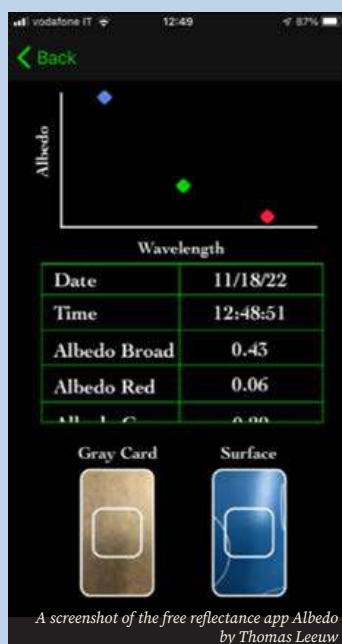 vodafone IT 12:49 87%
Back
Albedo
Wavelength
Date 11/18/22
Time 12:48:51
Albedo Broad 0.43
Albedo Red 0.06
Gray Card Surface
A screenshot of the free reflectance app Albedo
by Thomas Leeuw